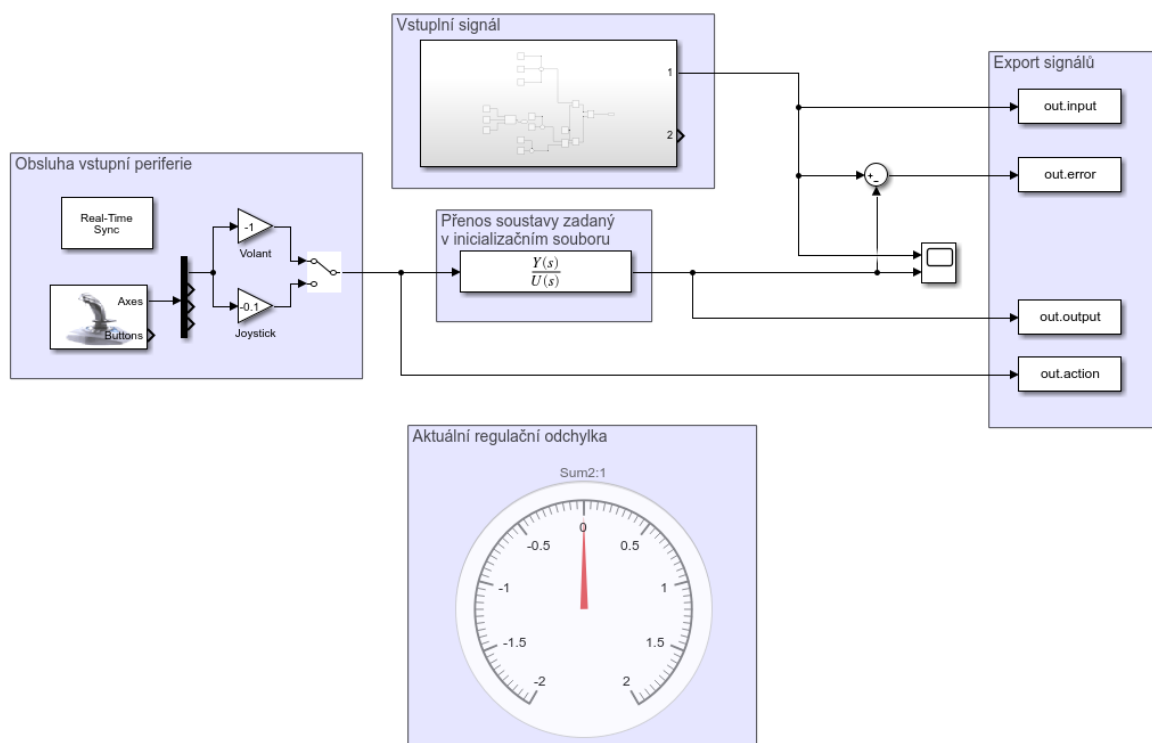 Vstuplní signál
1
2
Export signálů
out.input
out.error
out.output
out.action
Obsluha vstupní periferie
Real-Time
Sync
Axes
Buttons
-1
Volant
-0.1
Joystick
Přenos soustavy zadaný
v inicializačním souboru
Y(s)
U(s)
+
−
Aktuální regulační odchylka
Sum2:1
0
-0.5
0.5
-1
1
-1.5
1.5
-2
2